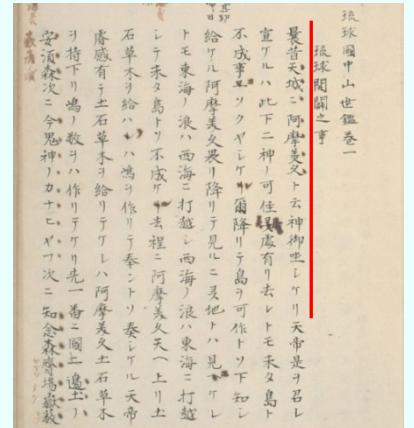 琉球國中山世鑑巻一
琉球開闢之事
曩昔天城ニ阿摩美久ト云神御坐シケリ天帝是ヲ召シ
宣ケルハ此下ニ神ノ可住靈處有リ去レトモ未タ島ト
不成事コソクヤシケレ爾降リテ島ヲ可作トソ下知シ
給ケル阿摩美久畏リ降リテ見ルニ靈地トハ見ヘケレ
トモ東海ノ浪ハ西海ニ打越シ西海ノ浪ハ東海ニ打越
シテ未タ島トソ不成ケル去程ニ阿摩美久天ヘ上リ土
石草木ヲ給ハレハ嶋ヲ作リテ奉ントソ奏シケル天帝
睿感有テ土石草木ヲ給リテケレハ阿摩美久土石草木
ヲ持下リ嶋ノ数ヲハ作リテケリ先一番ニ國上邊土ノ
安須森次ニ今鬼神ノカナヒヤフ次ニ知念森齋場嶽薮